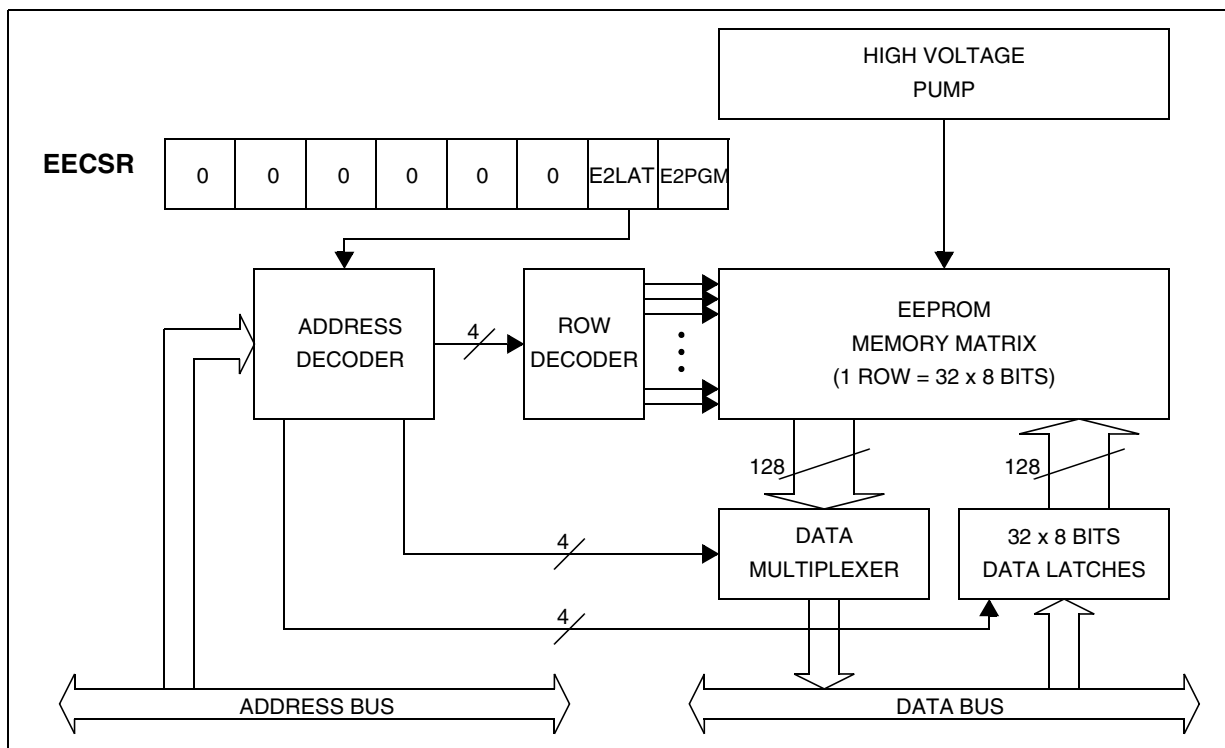 HIGH VOLTAGE
PUMP
EECSR
0 0 0 0 0 0 E2LAT E2PGM
ADDRESS
DECODER
4
ROW
DECODER
EEPROM
MEMORY MATRIX
(1 ROW = 32 x 8 BITS)
128
128
4
DATA
MULTIPLEXER
32 x 8 BITS
DATA LATCHES
4
ADDRESS BUS
DATA BUS